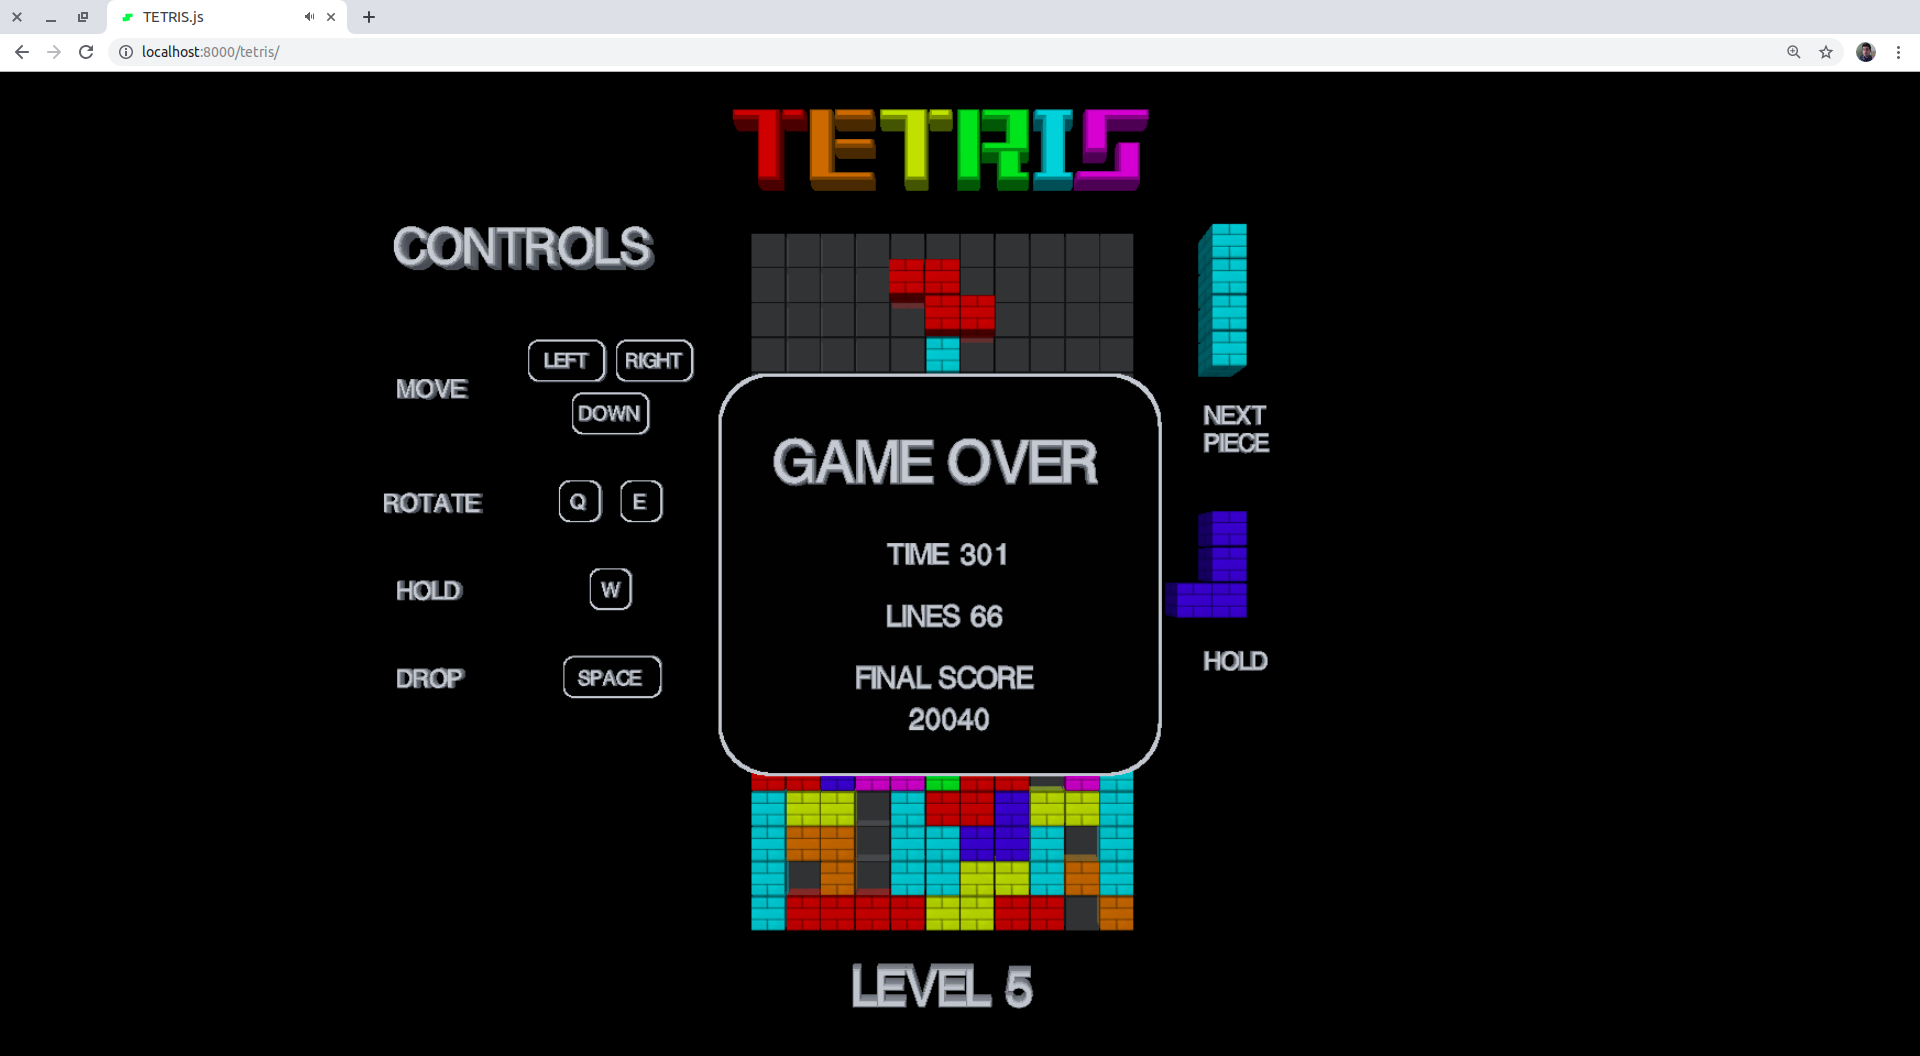 TETRIS.js
localhost:8000/tetris/
TETRIS
CONTROLS
MOVE
LEFT
RIGHT
DOWN
ROTATE
Q
E
HOLD
W
DROP
SPACE
GAME OVER
TIME 301
LINES 66
FINAL SCORE
20040
NEXT
PIECE
HOLD
LEVEL 5